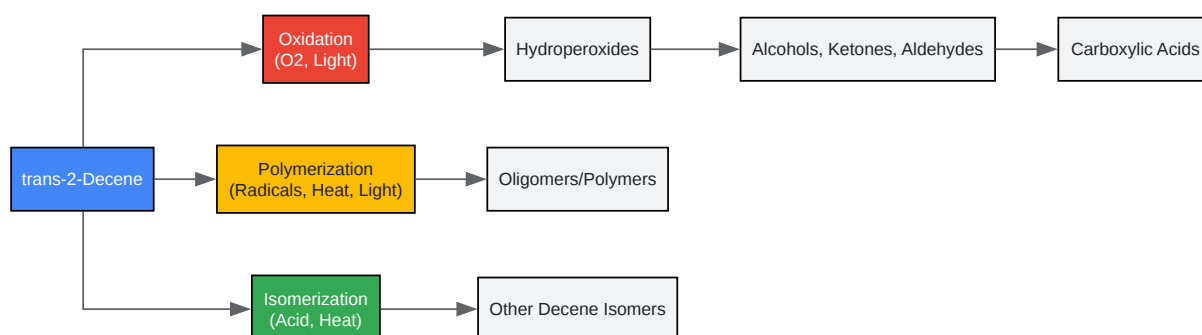 Oxidation
(O2, Light)
Hydroperoxides
Alcohols, Ketones, Aldehydes
Carboxylic Acids
trans-2-Decene
Polymerization
(Radicals, Heat, Light)
Oligomers/Polymers
Isomerization
(Acid, Heat)
Other Decene Isomers